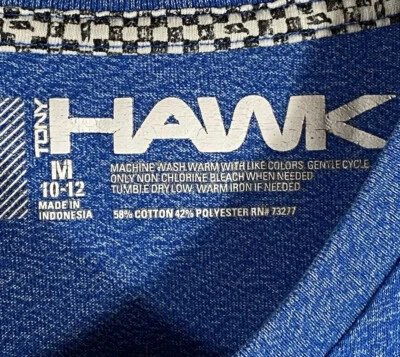 TONY HAWK
M
10-12
MADE IN
INDONESIA
MACHINE WASH WARM WITH LIKE COLORS, GENTLE CYCLE
ONLY NON CHLORINE BLEACH WHEN NEEDED
TUMBLE DRY LOW, WARM IRON IF NEEDED
58% COTTON 42% POLYESTER RN# 73277